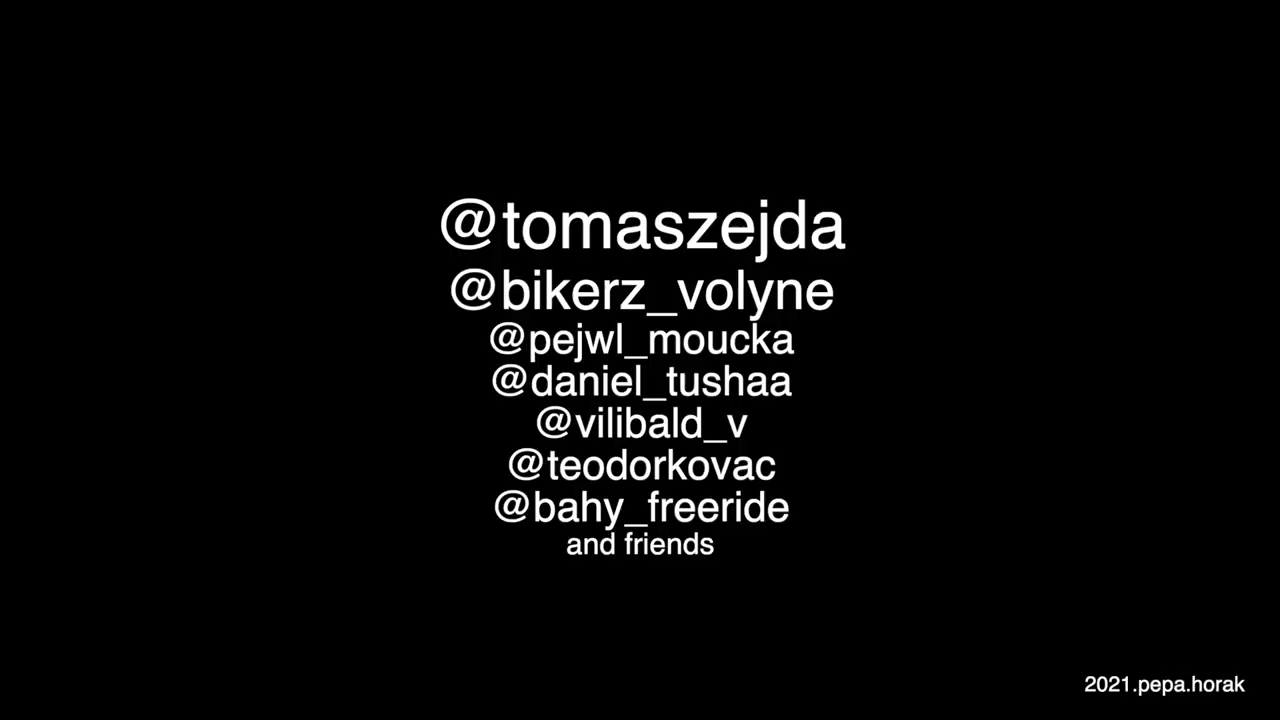 @tomaszejda
@bikerz_volyne
@pejwl_moucka
@daniel_tushaa
@vilibald_v
@teodorkovac
@bahy_freeride
and friends
2021.pepa.horak